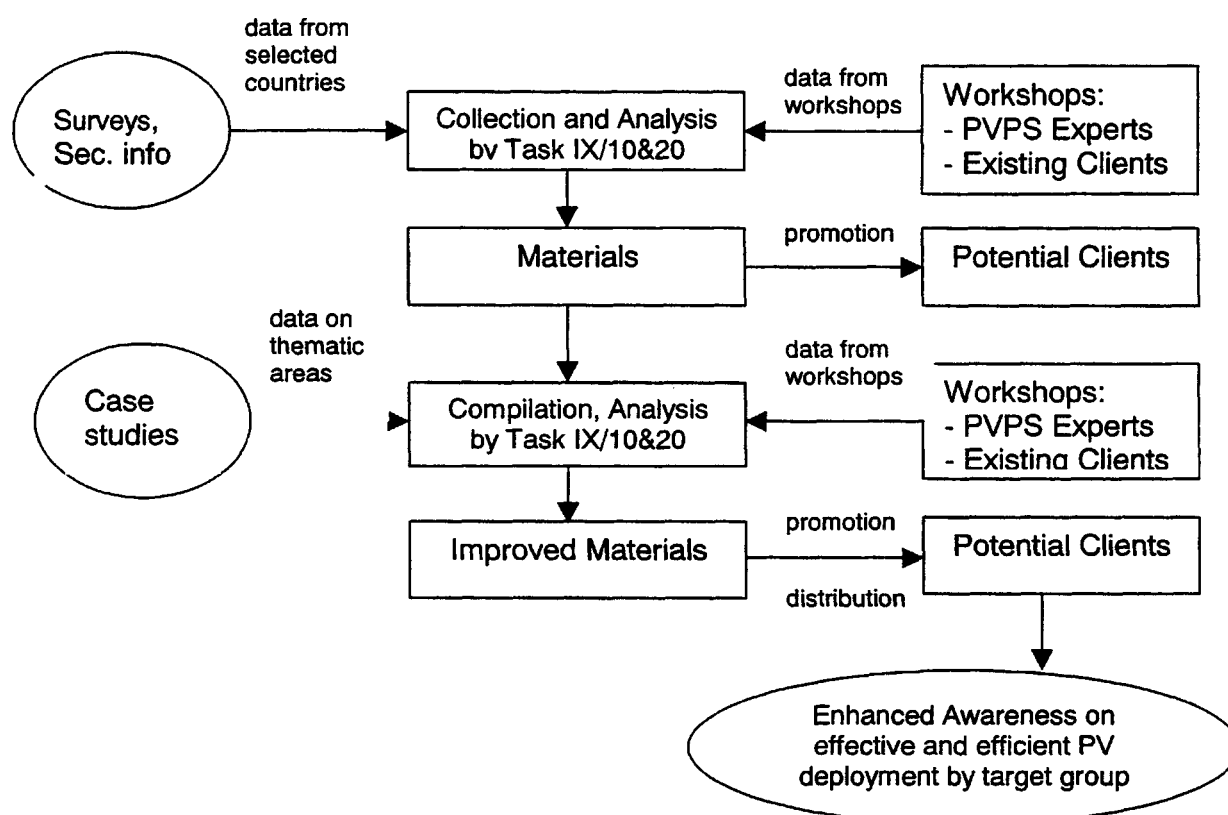 data from
selected
countries
Surveys,
Sec. info
Collection and Analysis
by Task IX/10&20
data from
workshops
Workshops:
- PVPS Experts
- Existing Clients
Materials
promotion
Potential Clients
data on
thematic
areas
Case
studies
Compilation, Analysis
by Task IX/10&20
data from
workshops
Workshops:
- PVPS Experts
- Existing Clients
Improved Materials
promotion
distribution
Potential Clients
Enhanced Awareness on
effective and efficient PV
deployment by target group